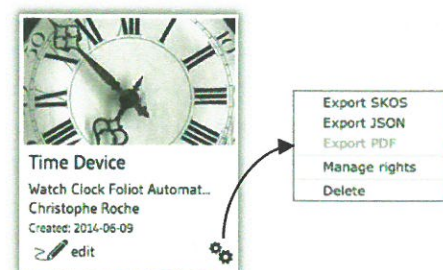 Time Device
Watch Clock Foliot Automat...
Christophe Roche
Created: 2014-06-09
edit
Export SKOS
Export JSON
Export PDF
Manage rights
Delete